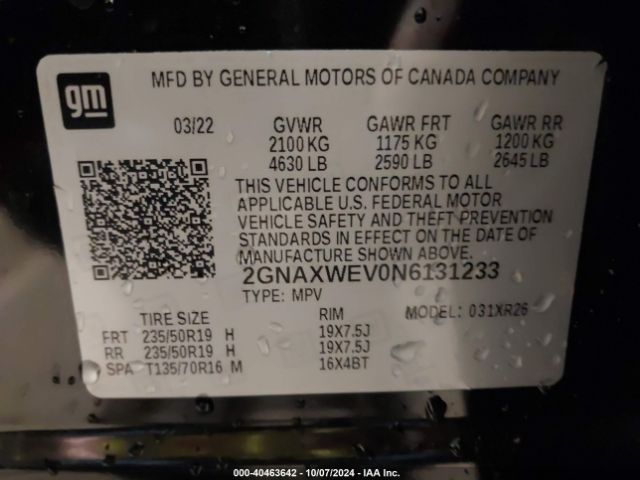 gm
MFD BY GENERAL MOTORS OF CANADA COMPANY
03/22 GVWR GAWR FRT GAWR RR
2100 KG 1175 KG 1200 KG
4630 LB 2590 LB 2645 LB
THIS VEHICLE CONFORMS TO ALL
APPLICABLE U.S. FEDERAL MOTOR
VEHICLE SAFETY AND THEFT PREVENTION
STANDARDS IN EFFECT ON THE DATE OF
MANUFACTURE SHOWN ABOVE.
2GNAXWEV0N6131233
TYPE: MPV
TIRE SIZE RIM MODEL: 031XR26
FRT 235/50R19 H 19X7.5J
RR 235/50R19 H 19X7.5J
SPA T135/70R16 M 16X4BT
000-40463642 - 10/07/2024 - IAA Inc.